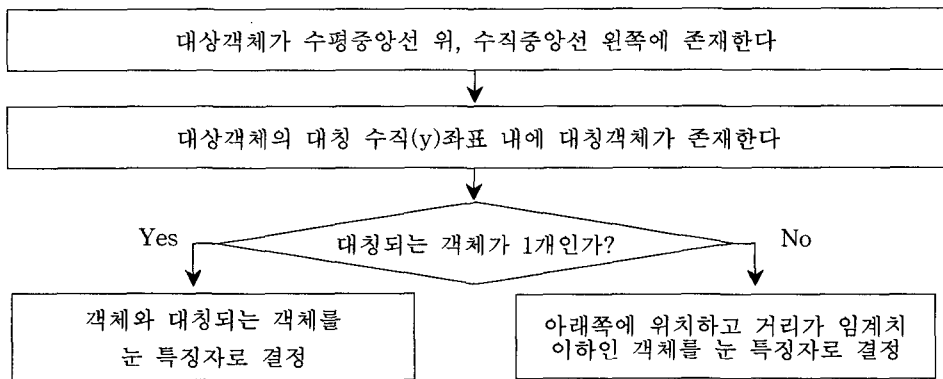 대상객체가 수평중앙선 위, 수직중앙선 왼쪽에 존재한다
대상객체의 대칭 수직(y)좌표 내에 대칭객체가 존재한다
Yes
대칭되는 객체가 1개인가?
No
객체와 대칭되는 객체를
눈 특징자로 결정
아래쪽에 위치하고 거리가 임계치
이하인 객체를 눈 특징자로 결정